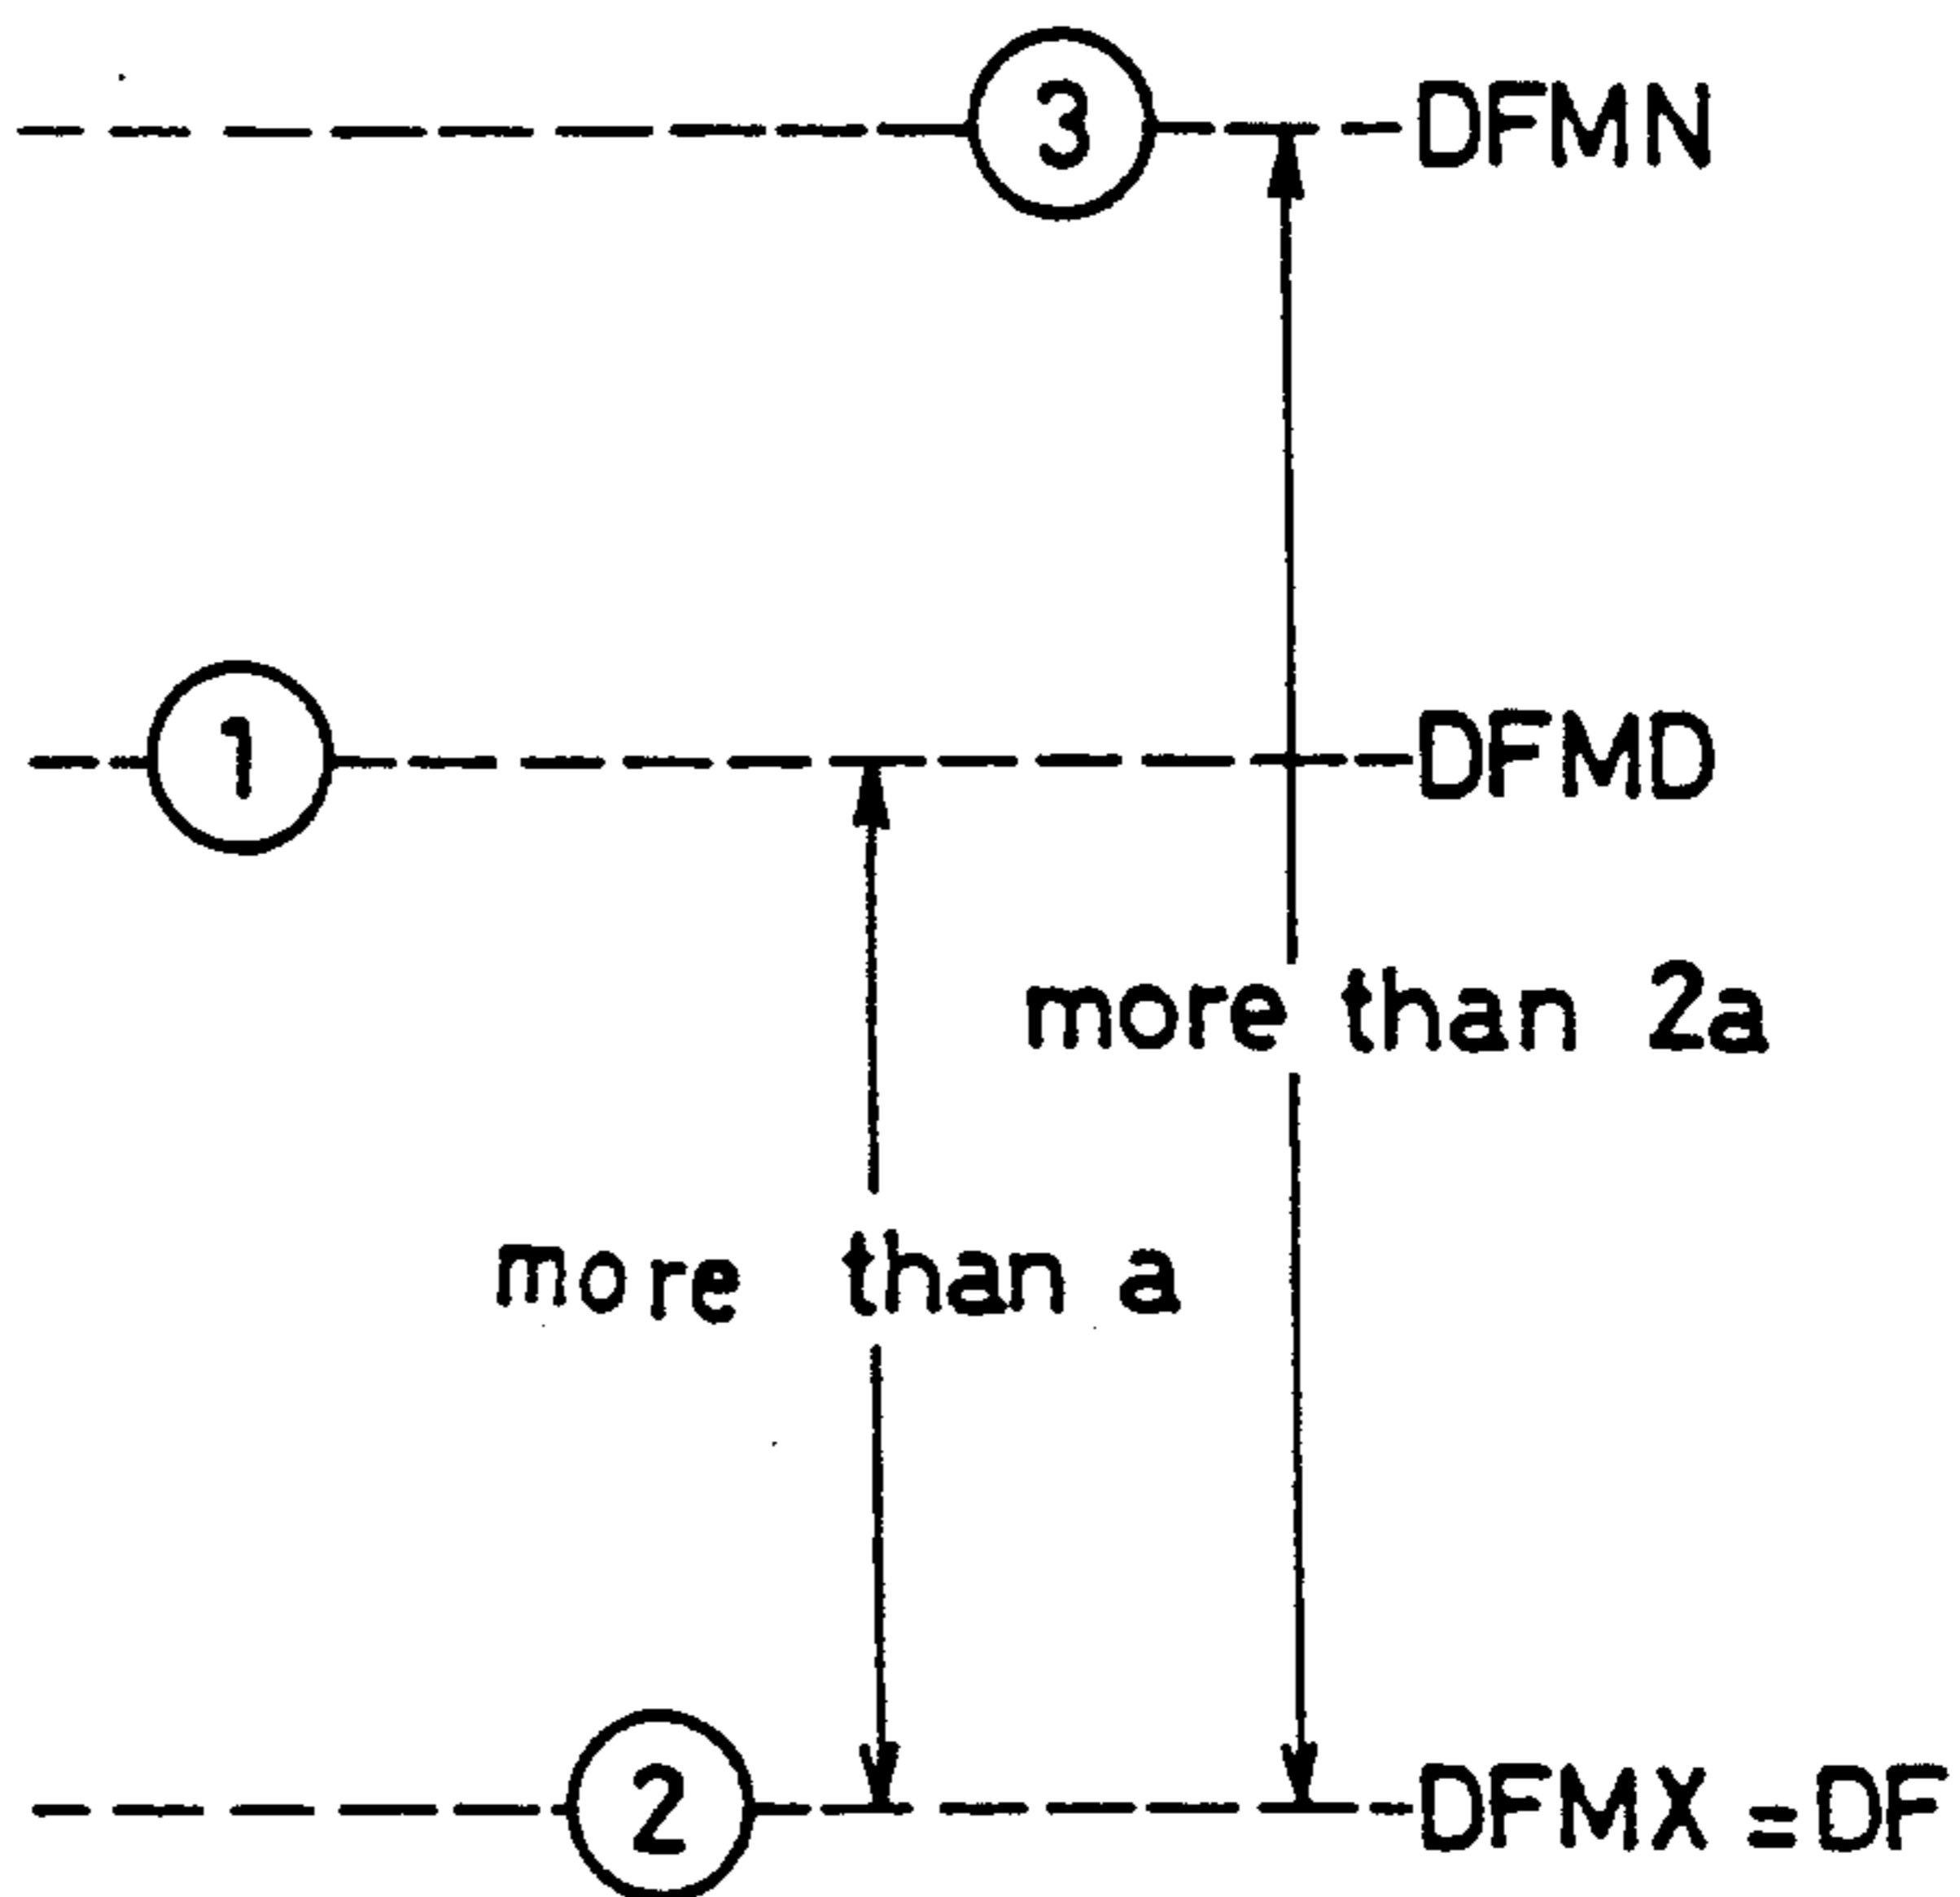 3 DFMN
1 DFMD
more than 2a
more than a
2 DFMX =DF